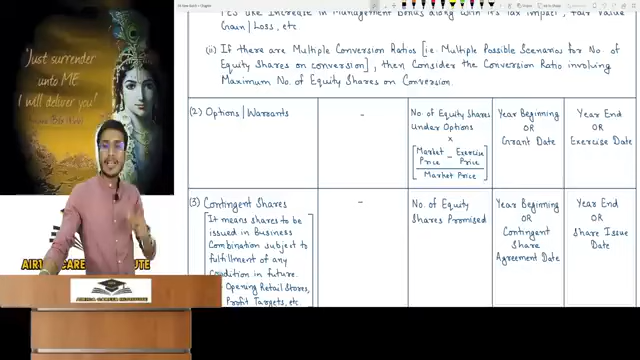 Yes like Increase in Management Bonus along with its Tax Impact, Fair Value
Gain/Loss, etc.
(ii) If there are Multiple Conversion Ratios [i.e. Multiple Possible Scenarios for No. of
Equity Shares on conversion], then Consider the Conversion Ratio involving
Maximum No. of Equity Shares on Conversion.
"Just surrender
unto ME,
I will deliver you!"
(2) Options/Warrants
-
No. of Equity Shares
Under Options
×
[Market Price - Exercise Price
Market Price]
Year Beginning
OR
Grant Date
Year End
OR
Exercise Date
(3) Contingent Shares
[It means shares to be
issued in Business
Combination subject to
fulfillment of any
Condition in future.
Opening Retail Stores,
Profit Targets, etc.
-
No. of Equity
Shares Promised
Year Beginning
OR
Contingent
Share
Agreement Date
Year End
OR
Share Issue
Date
AIR1CA CAREER INSTITUTE